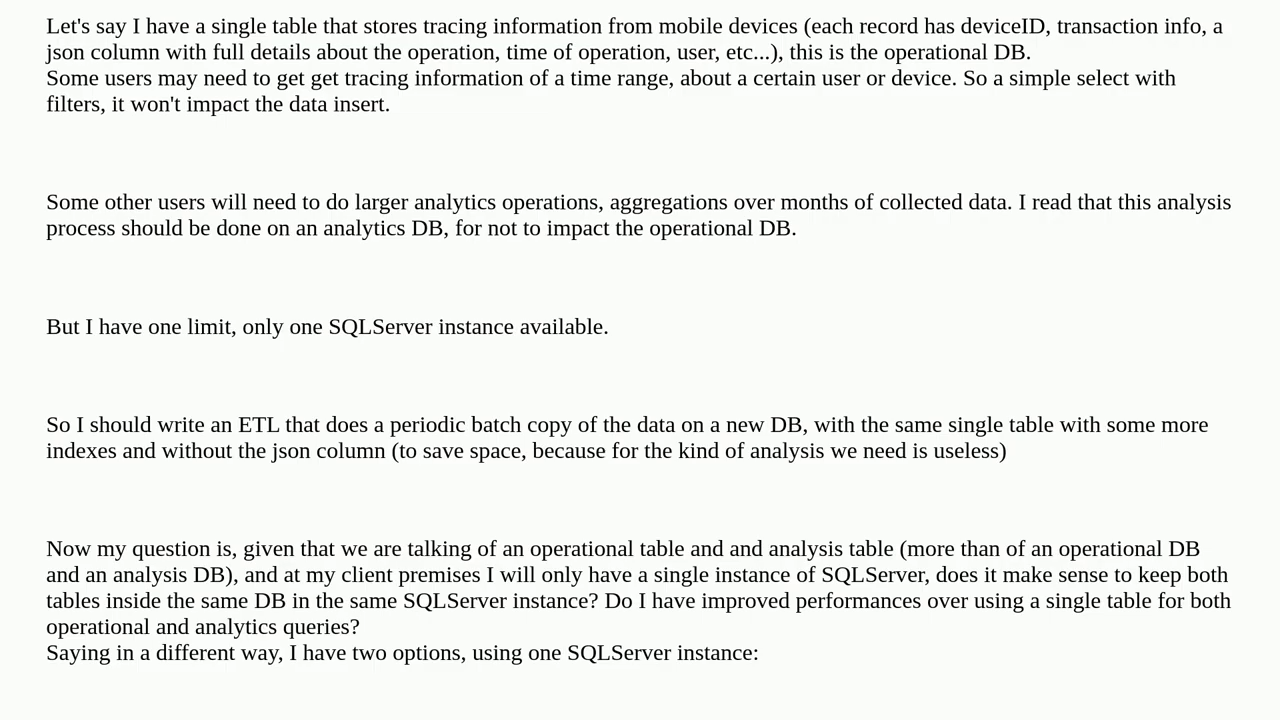 Let's say I have a single table that stores tracing information from mobile devices (each record has deviceID, transaction info, a
json column with full details about the operation, time of operation, user, etc...), this is the operational DB.
Some users may need to get get tracing information of a time range, about a certain user or device. So a simple select with
filters, it won't impact the data insert.
Some other users will need to do larger analytics operations, aggregations over months of collected data. I read that this analysis
process should be done on an analytics DB, for not to impact the operational DB.
But I have one limit, only one SQLServer instance available.
So I should write an ETL that does a periodic batch copy of the data on a new DB, with the same single table with some more
indexes and without the json column (to save space, because for the kind of analysis we need is useless)
Now my question is, given that we are talking of an operational table and and analysis table (more than of an operational DB
and an analysis DB), and at my client premises I will only have a single instance of SQLServer, does it make sense to keep both
tables inside the same DB in the same SQLServer instance? Do I have improved performances over using a single table for both
operational and analytics queries?
Saying in a different way, I have two options, using one SQLServer instance: